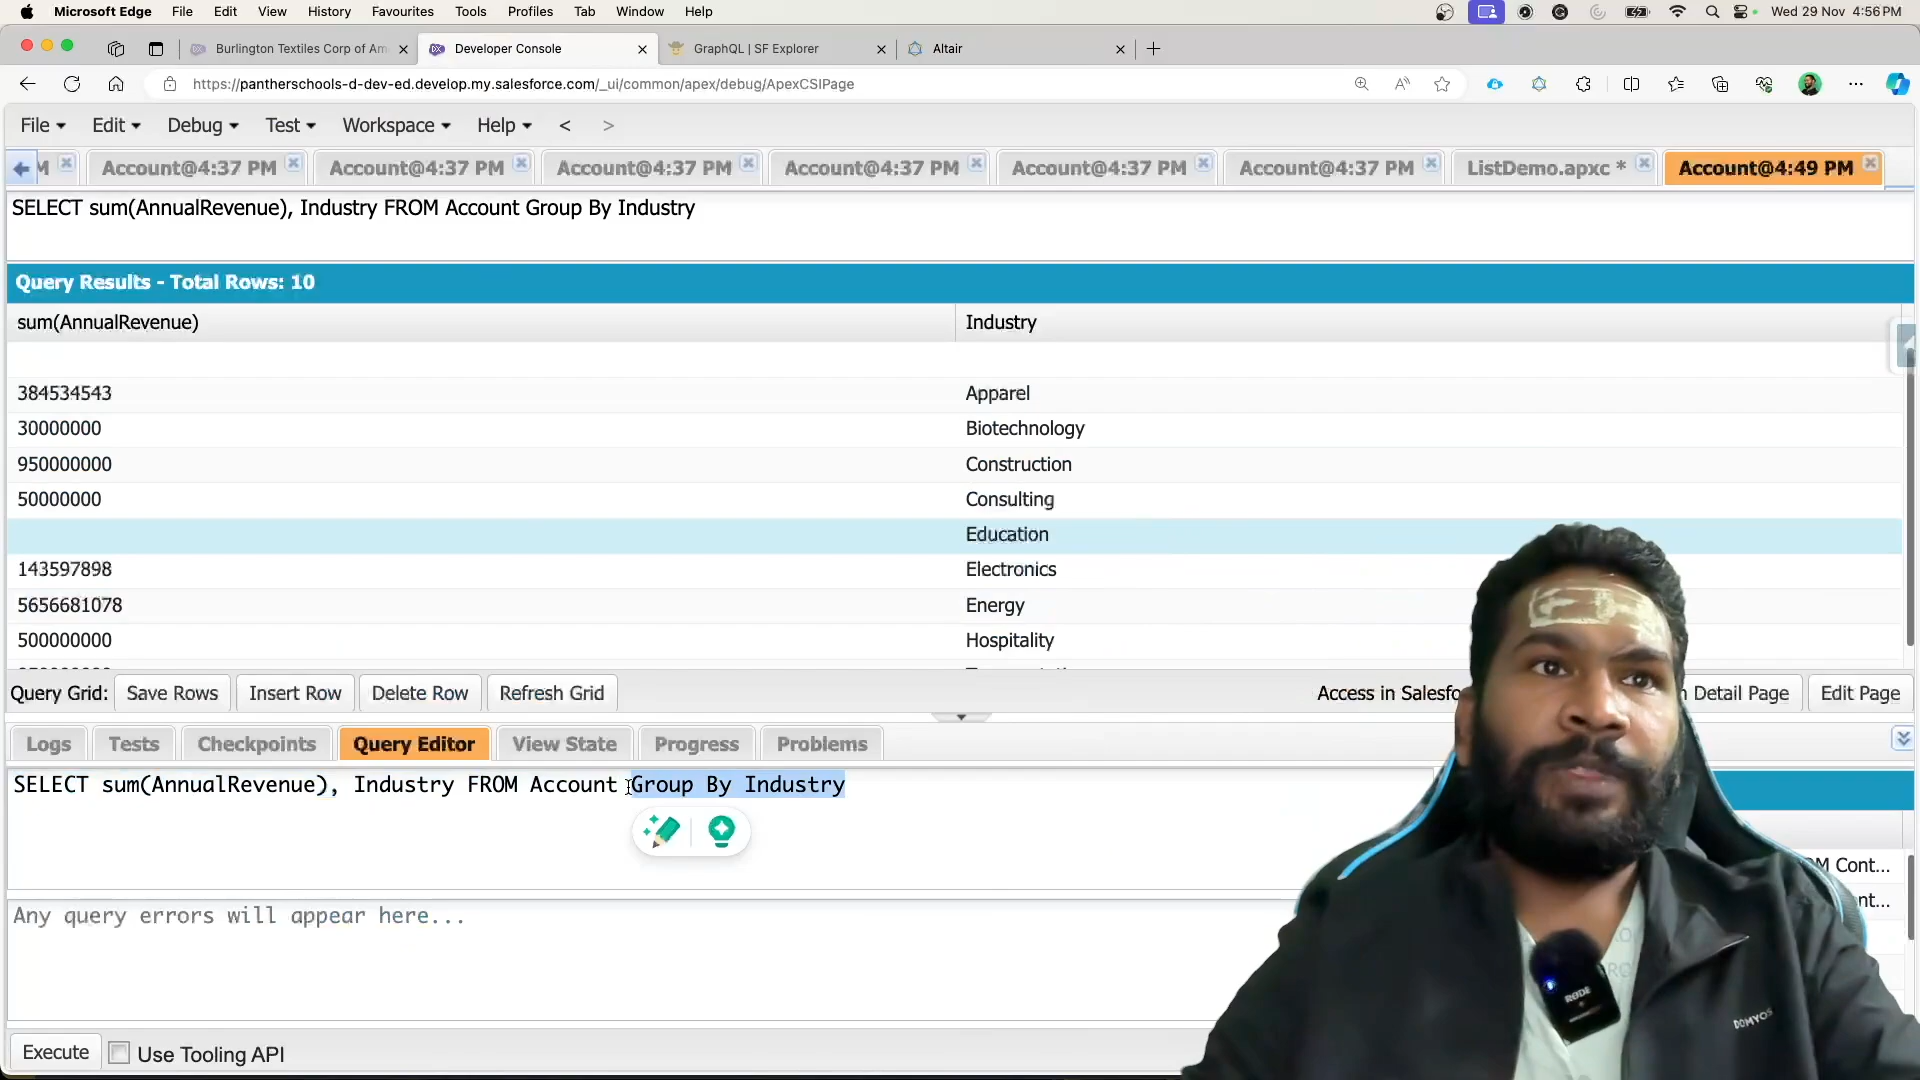 Microsoft Edge File Edit View History Favourites Tools Profiles Tab Window Help Wed 29 Nov 4:56 PM
Burlington Textiles Corp of Am Developer Console GraphQL | SF Explorer Altair
https://pantherschools-d-dev-ed.develop.my.salesforce.com/_ui/common/apex/debug/ApexCSIPage
File Edit Debug Test Workspace Help < >
M Account@4:37 PM Account@4:37 PM Account@4:37 PM Account@4:37 PM Account@4:37 PM Account@4:37 PM ListDemo.apxc * Account@4:49 PM
SELECT sum(AnnualRevenue), Industry FROM Account Group By Industry
Query Results - Total Rows: 10
sum(AnnualRevenue) Industry
384534543 Apparel
30000000 Biotechnology
950000000 Construction
50000000 Consulting
Education
143597898 Electronics
5656681078 Energy
500000000 Hospitality
Query Grid: Save Rows Insert Row Delete Row Refresh Grid Access in Salesfo Detail Page Edit Page
Logs Tests Checkpoints Query Editor View State Progress Problems
SELECT sum(AnnualRevenue), Industry FROM Account Group By Industry
M Cont...
nt...
Any query errors will appear here...
RØDE
DOMYOS
Execute Use Tooling API